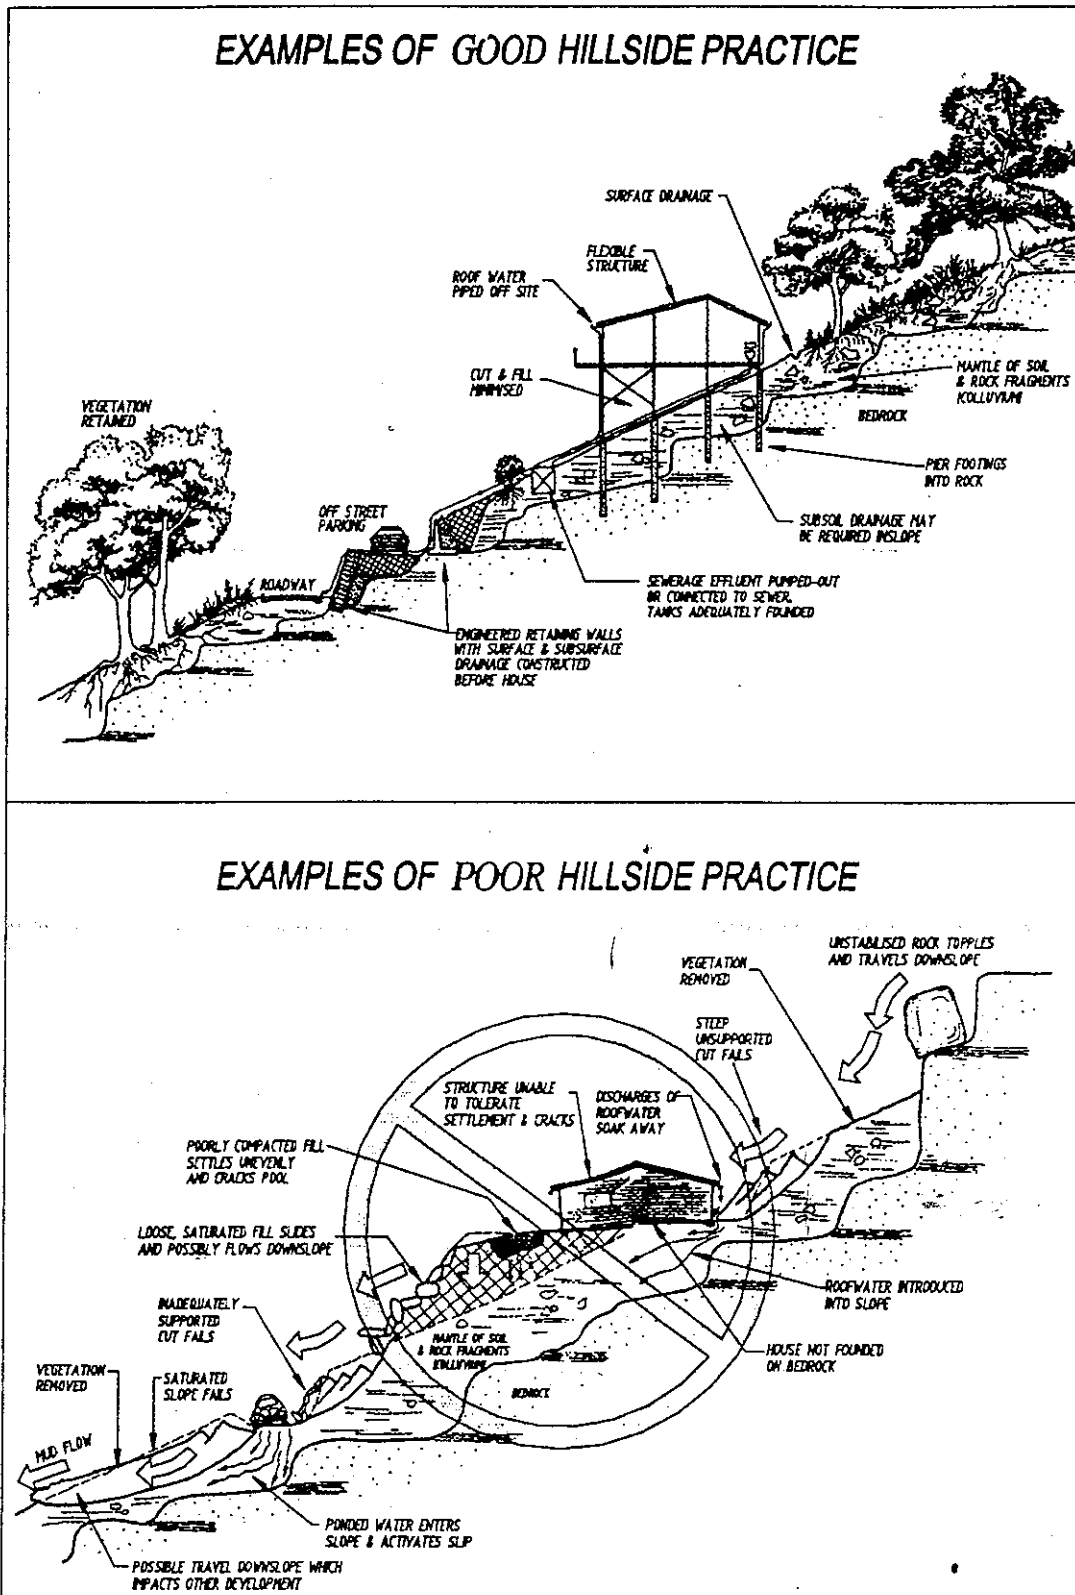 EXAMPLES OF GOOD HILLSIDE PRACTICE
SURFACE DRAINAGE
FLEXIBLE
STRUCTURE
ROOF WATER
PIPED OFF SITE
CUT & FILL
MINIMISED
MANTLE OF SOIL
& ROCK FRAGMENTS
(COLLUVIUM)
BEDROCK
VEGETATION
RETAINED
PIER FOOTINGS
INTO ROCK
OFF STREET
PARKING
SUBSOIL DRAINAGE MAY
BE REQUIRED INSLOPE
ROADWAY
SEWERAGE EFFLUENT PUMPED-OUT
OR CONNECTED TO SEWER.
TANKS ADEQUATELY FOUNDED
ENGINEERED RETAINING WALLS
WITH SURFACE & SUBSURFACE
DRAINAGE CONSTRUCTED
BEFORE HOUSE
EXAMPLES OF POOR HILLSIDE PRACTICE
UNSTABILISED ROCK TOPPLES
AND TRAVELS DOWNSLOPE
VEGETATION
REMOVED
STEEP
UNSUPPORTED
CUT FAILS
STRUCTURE UNABLE
TO TOLERATE
SETTLEMENT & CRACKS
DISCHARGES OF
ROOFWATER
SOAK AWAY
POORLY COMPACTED FILL
SETTLES UNEVENLY
AND CRACKS POOL
LOOSE, SATURATED FILL SLIDES
AND POSSIBLY FLOWS DOWNSLOPE
ROOFWATER INTRODUCED
INTO SLOPE
INADEQUATELY
SUPPORTED
CUT FAILS
MANTLE OF SOIL
& ROCK FRAGMENTS
(COLLUVIUM)
HOUSE NOT FOUNDED
ON BEDROCK
BEDROCK
VEGETATION
REMOVED
SATURATED
SLOPE FAILS
MUD FLOW
PONDED WATER ENTERS
SLOPE & ACTIVATES SLIP
POSSIBLE TRAVEL DOWNSLOPE WHICH
IMPACTS OTHER DEVELOPMENT